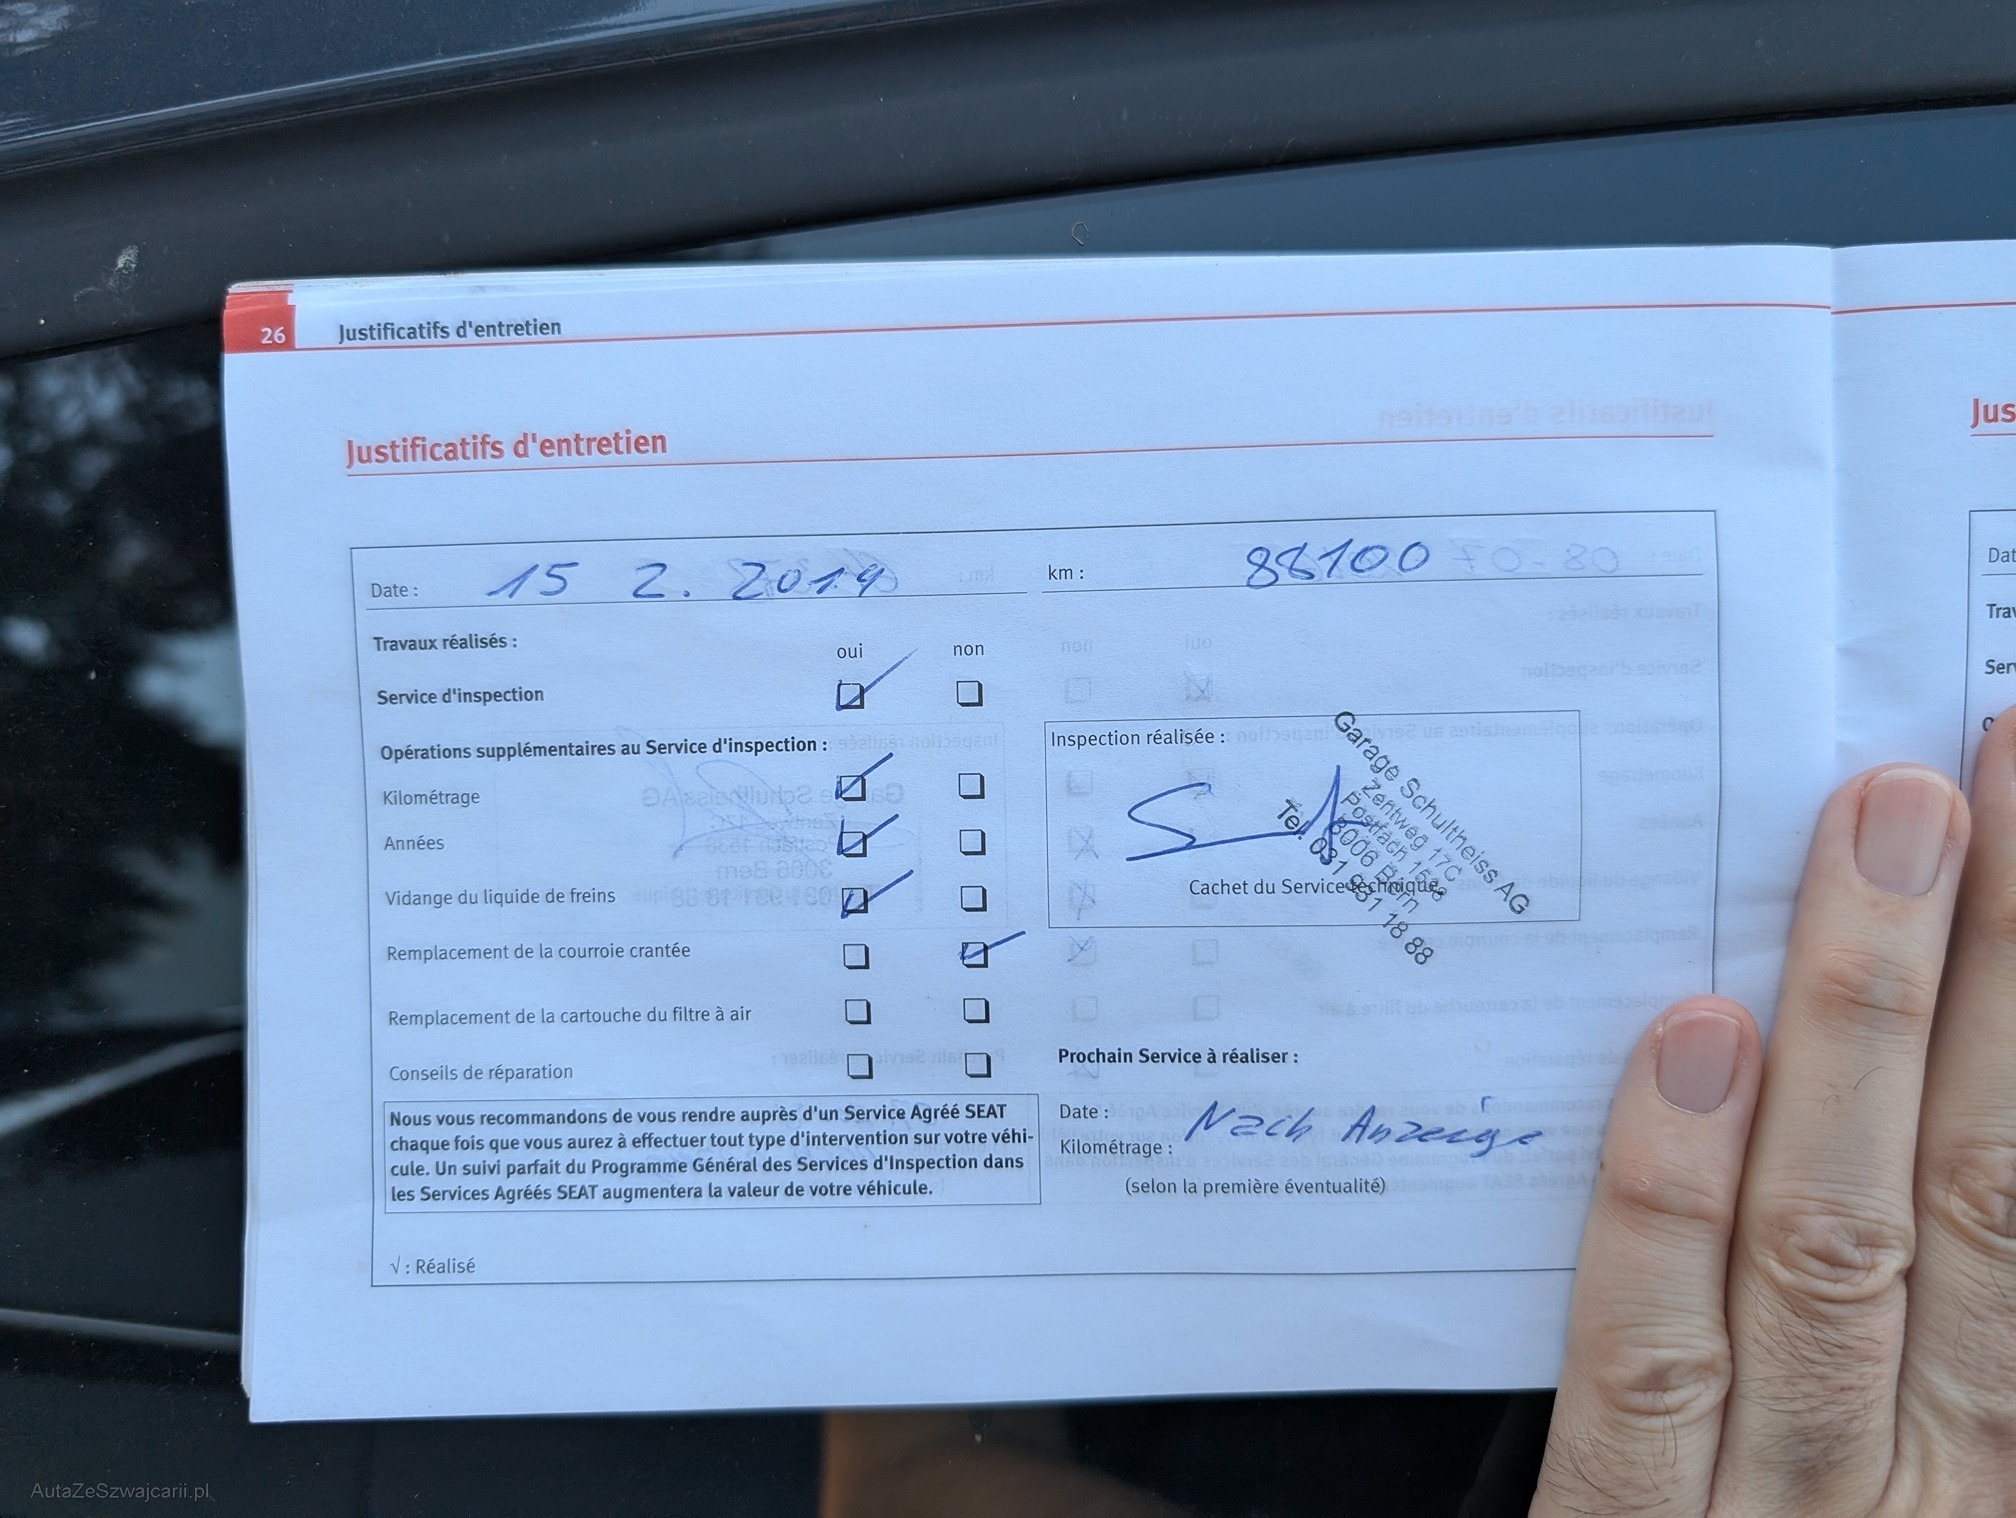 26 Justificatifs d'entretien
Justificatifs d'entretien
Jus
Date : 15 2. 2019 km : 88100
Travaux réalisés :
oui non
Service d'inspection
Opérations supplémentaires au Service d'inspection :
Kilométrage
Années
Vidange du liquide de freins
Remplacement de la courroie crantée
Remplacement de la cartouche du filtre à air
Conseils de réparation
Nous vous recommandons de vous rendre auprès d'un Service Agréé SEAT
chaque fois que vous aurez à effectuer tout type d'intervention sur votre véhi-
cule. Un suivi parfait du Programme Général des Services d'Inspection dans
les Services Agréés SEAT augmentera la valeur de votre véhicule.
√ : Réalisé
Inspection réalisée :
Garage Schultheiss AG
Zentweg 17C
Postfach 1538
3006 Bern
Tel. 031 931 18 88
Cachet du Service technique
Prochain Service à réaliser :
Date :
Nach Anzeige
Kilométrage :
(selon la première éventualité)
Dat
Trav
Ser
AutaZeSzwajcarii.pl